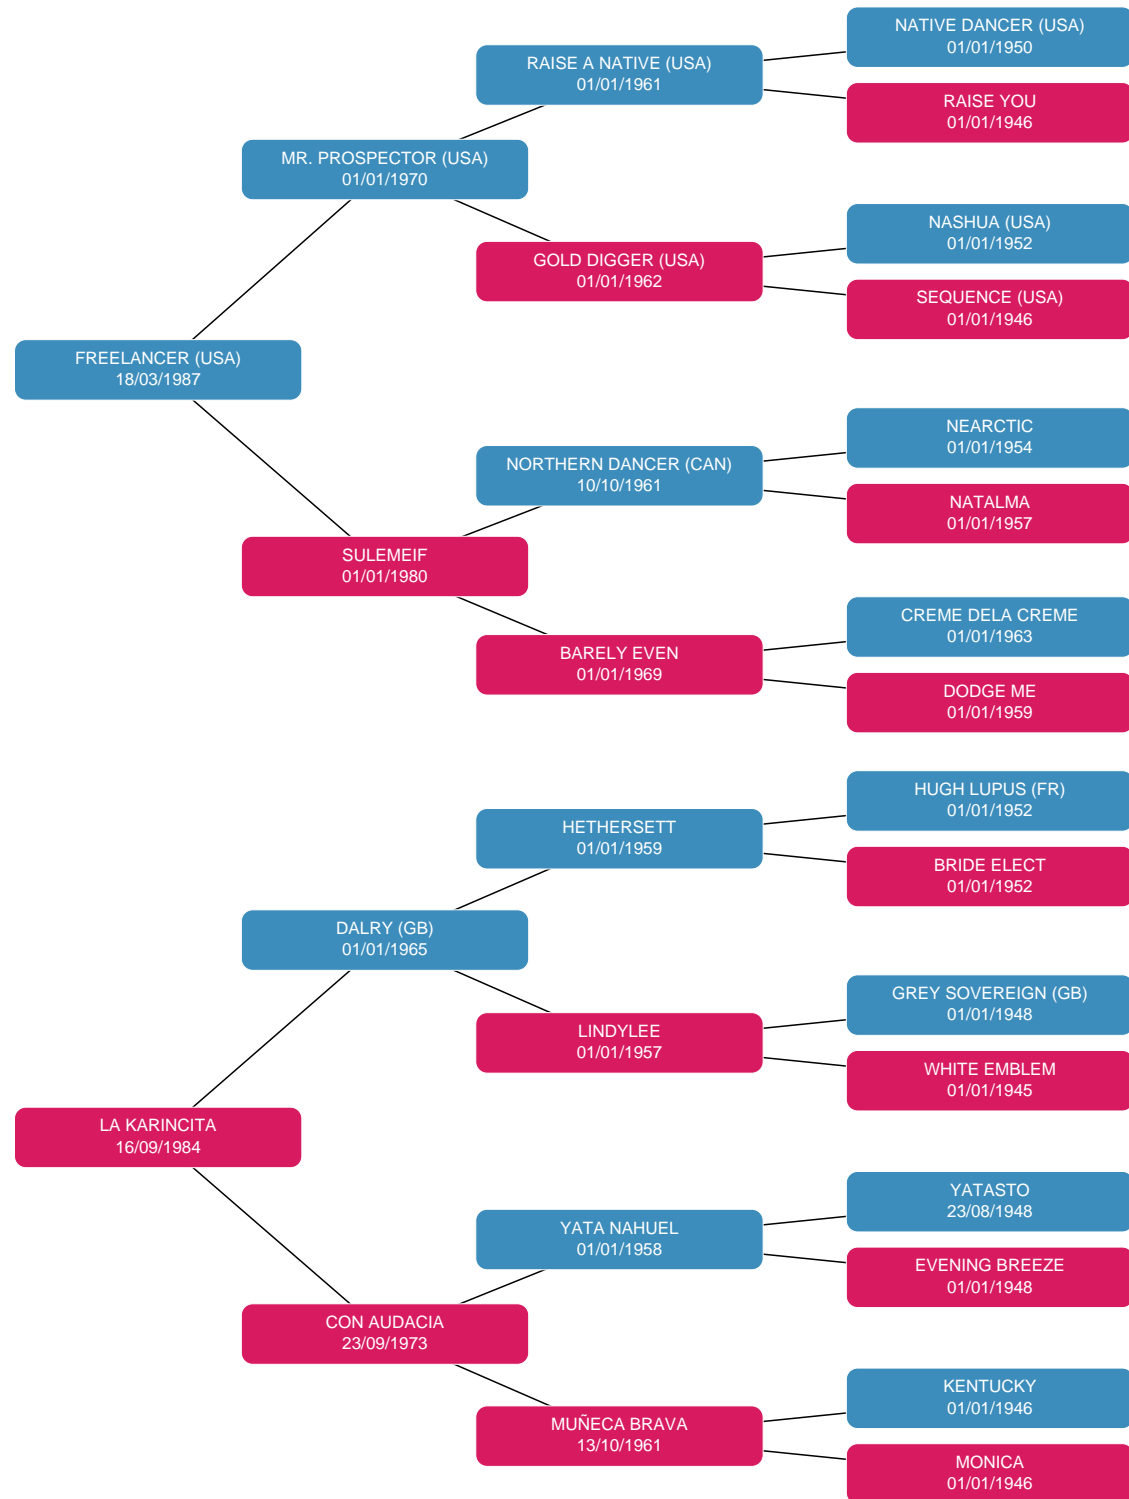 NATIVE DANCER (USA)
01/01/1950
RAISE A NATIVE (USA)
01/01/1961
RAISE YOU
01/01/1946
MR. PROSPECTOR (USA)
01/01/1970
NASHUA (USA)
01/01/1952
GOLD DIGGER (USA)
01/01/1962
SEQUENCE (USA)
01/01/1946
FREELANCER (USA)
18/03/1987
NEARCTIC
01/01/1954
NORTHERN DANCER (CAN)
10/10/1961
NATALMA
01/01/1957
SULEMEIF
01/01/1980
CREME DELA CREME
01/01/1963
BARELY EVEN
01/01/1969
DODGE ME
01/01/1959
HUGH LUPUS (FR)
01/01/1952
HETHERSETT
01/01/1959
BRIDE ELECT
01/01/1952
DALRY (GB)
01/01/1965
GREY SOVEREIGN (GB)
01/01/1948
LINDYLEE
01/01/1957
WHITE EMBLEM
01/01/1945
LA KARINCITA
16/09/1984
YATASTO
23/08/1948
YATA NAHUEL
01/01/1958
EVENING BREEZE
01/01/1948
CON AUDACIA
23/09/1973
KENTUCKY
01/01/1946
MUÑECA BRAVA
13/10/1961
MONICA
01/01/1946